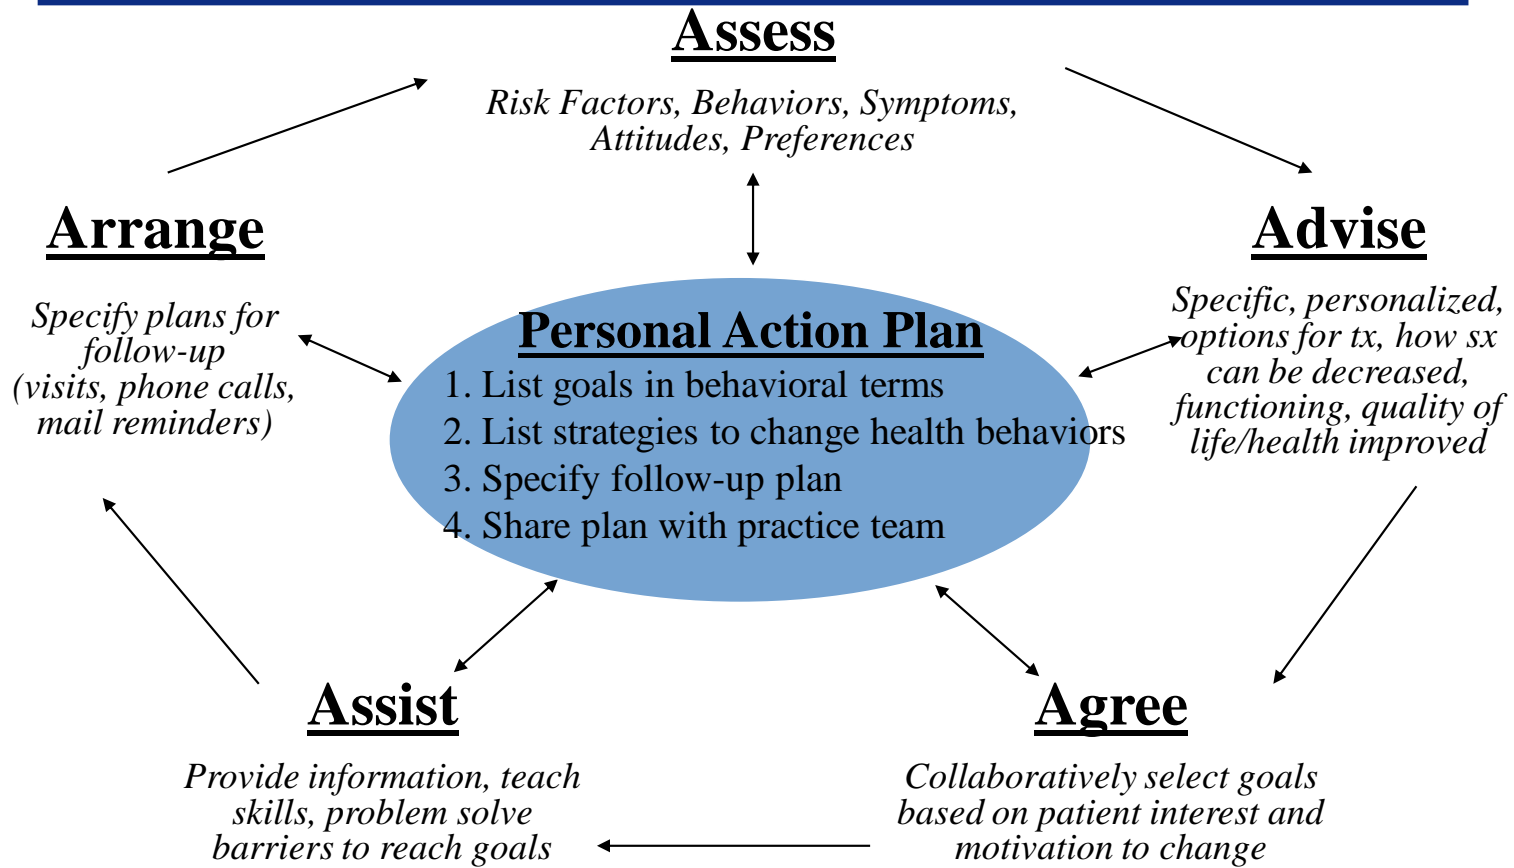 Assess
Risk Factors, Behaviors, Symptoms,
Attitudes, Preferences
Arrange
Specify plans for
follow-up
(visits, phone calls,
mail reminders)
Advise
Specific, personalized,
options for tx, how sx
can be decreased,
functioning, quality of
life/health improved
Personal Action Plan
1. List goals in behavioral terms
2. List strategies to change health behaviors
3. Specify follow-up plan
4. Share plan with practice team
Assist
Provide information, teach
skills, problem solve
barriers to reach goals
Agree
Collaboratively select goals
based on patient interest and
motivation to change